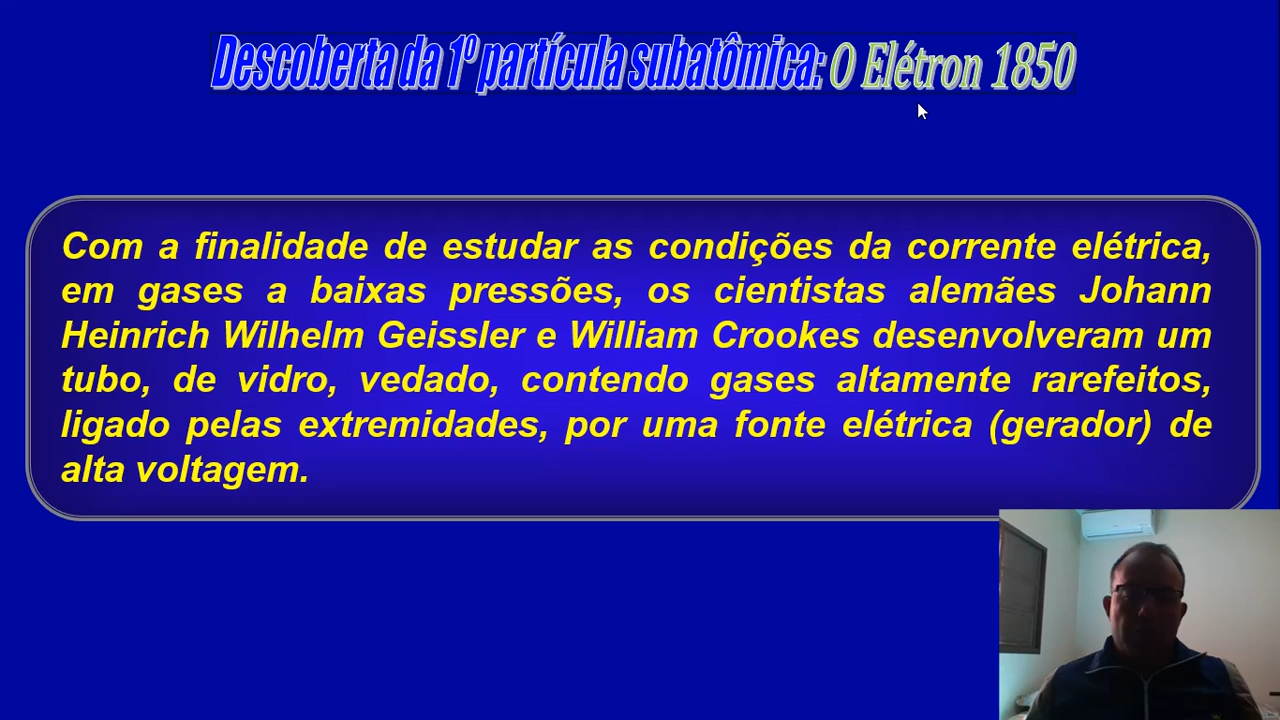 Descoberta da 1º partícula subatômica: O Elétron 1850
Com a finalidade de estudar as condições da corrente elétrica,
em gases a baixas pressões, os cientistas alemães Johann
Heinrich Wilhelm Geissler e William Crookes desenvolveram um
tubo, de vidro, vedado, contendo gases altamente rarefeitos,
ligado pelas extremidades, por uma fonte elétrica (gerador) de
alta voltagem.